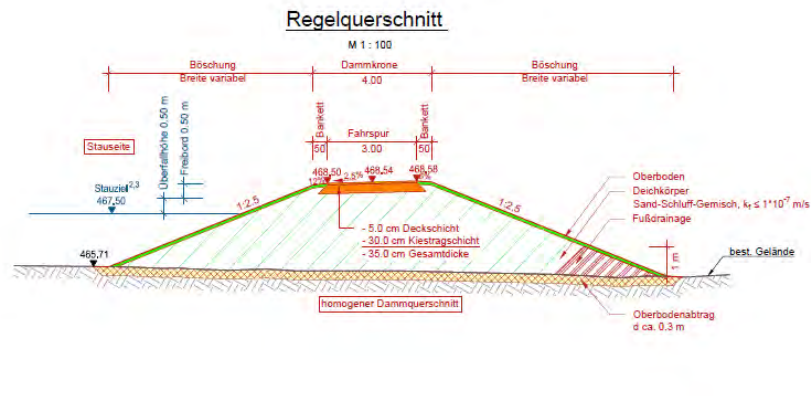 Regelquerschnitt
M 1 : 100
Böschung
Dammkrone
Böschung
Breite variabel
4.00
Breite variabel
Überfallhöhe 0.50 m
Freibord 0.50 m
Bankett
Fahrspur
Bankett
50
3.00
50
Stauseite
Stauziel2,3
467,50
468,50
468,54
468,58
12%
2,5%
1:2,5
1:2,5
Oberboden
Deichkörper
Sand-Schluff-Gemisch, kf ≤ 1*10-7 m/s
Fußdrainage
- 5.0 cm Deckschicht
- 30.0 cm Kiestragschicht
- 35.0 cm Gesamtdicke
465,71
1 m
best. Gelände
homogener Dammquerschnitt
Oberbodenabtrag
d ca. 0.3 m